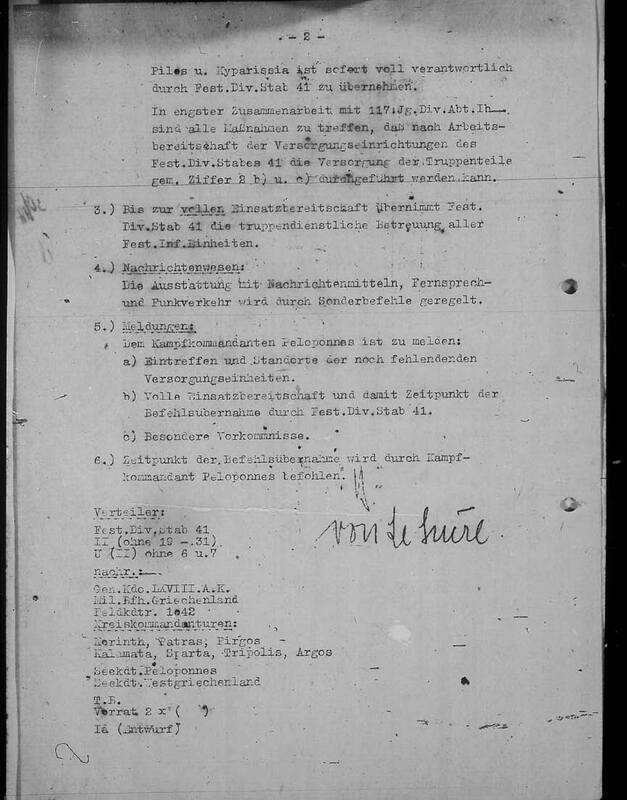 - 2 -
Pilos u. Kyparissia ist sofort voll verantwortlich
durch Fest.Div.Stab 41 zu übernehmen.
In engster Zusammenarbeit mit 117.Jg.Div.Abt.Ib
sind alle Maßnahmen zu treffen, daß nach Arbeits-
bereitschaft der Versorgungseinrichtungen des
Fest.Div.Stabes 41 die Versorgung der Truppenteile
gem. Ziffer 2 b) u. c) durchgeführt werden kann.
3.) Bis zur vollen Einsatzbereitschaft übernimmt Fest.
Div.Stab 41 die truppendienstliche Betreuung aller
Fest.Inf.Einheiten.
4.) Nachrichtenwesen:
Die Ausstattung mit Nachrichtenmitteln, Fernsprech-
und Funkverkehr wird durch Sonderbefehle geregelt.
5.) Meldungen:
Dem Kampfkommandanten Peloponnes ist zu melden:
a) Eintreffen und Standorte der noch fehlendenden
Versorgungseinheiten.
b) Volle Einsatzbereitschaft und damit Zeitpunkt der
Befehlsübernahme durch Fest.Div.Stab 41.
c) Besondere Vorkommnisse.
6.) Zeitpunkt der Befehlsübernahme wird durch Kampf-
kommandant Peloponnes befohlen.
von Le Suire
Verteiler:
Fest.Div.Stab 41
II (ohne 19 -.31)
U (II) ohne 6 u.7
nachr.:
Gen.Kdo.LXVIII.A.K.
Mil.Bfh.Griechenland
Feldkdtr. 1042
Kreiskommandanturen:
Korinth, Patras, Pirgos
Kalamata, Sparta, Tripolis, Argos
Seekdt.Peloponnes
Seekdt.Westgriechenland
T.B.
Vorrat 2 x ( )
Ia (Entwurf)
2